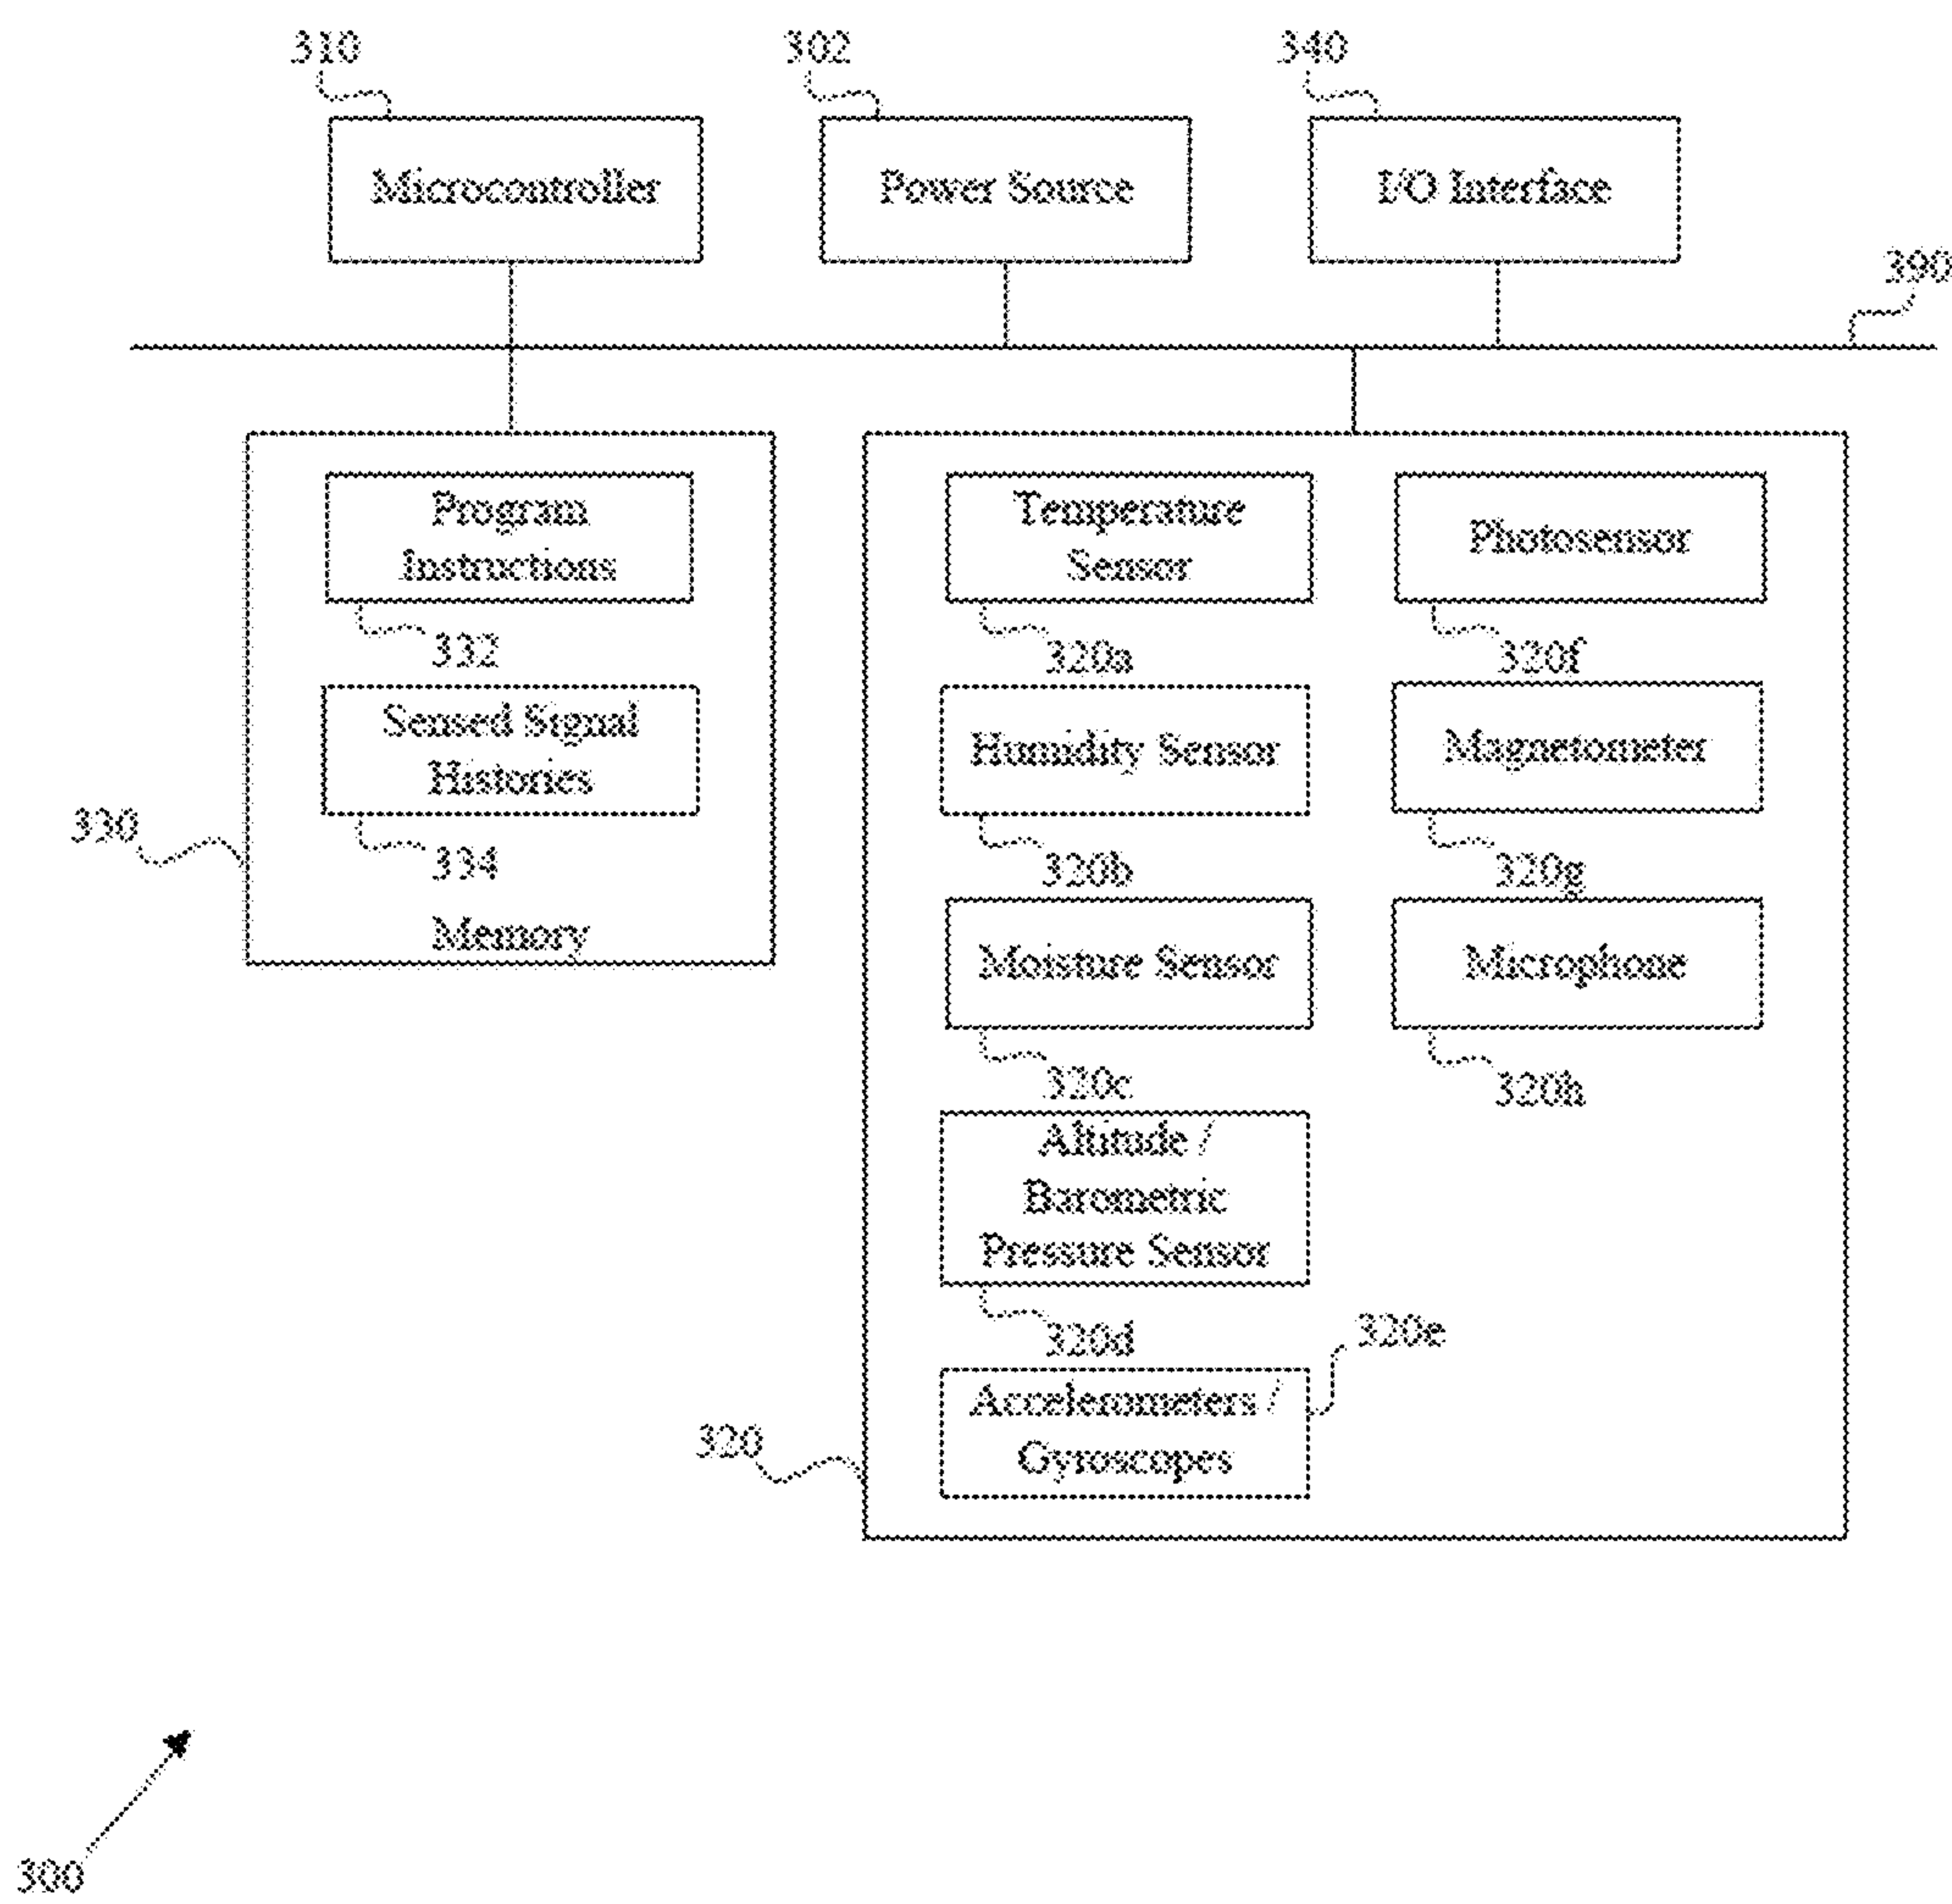 310
302
340
Microcontroller
Power Source
I/O Interface
390
Program
Instructions
332
Sensed Signal
Histories
334
330
Memory
Temperature
Sensor
320a
Photosensor
320f
Humidity Sensor
320b
Magnetometer
320g
Moisture Sensor
320c
Microphone
320h
Altitude /
Barometric
Pressure Sensor
320d
320e
Accelerometers /
Gyroscopes
320
300